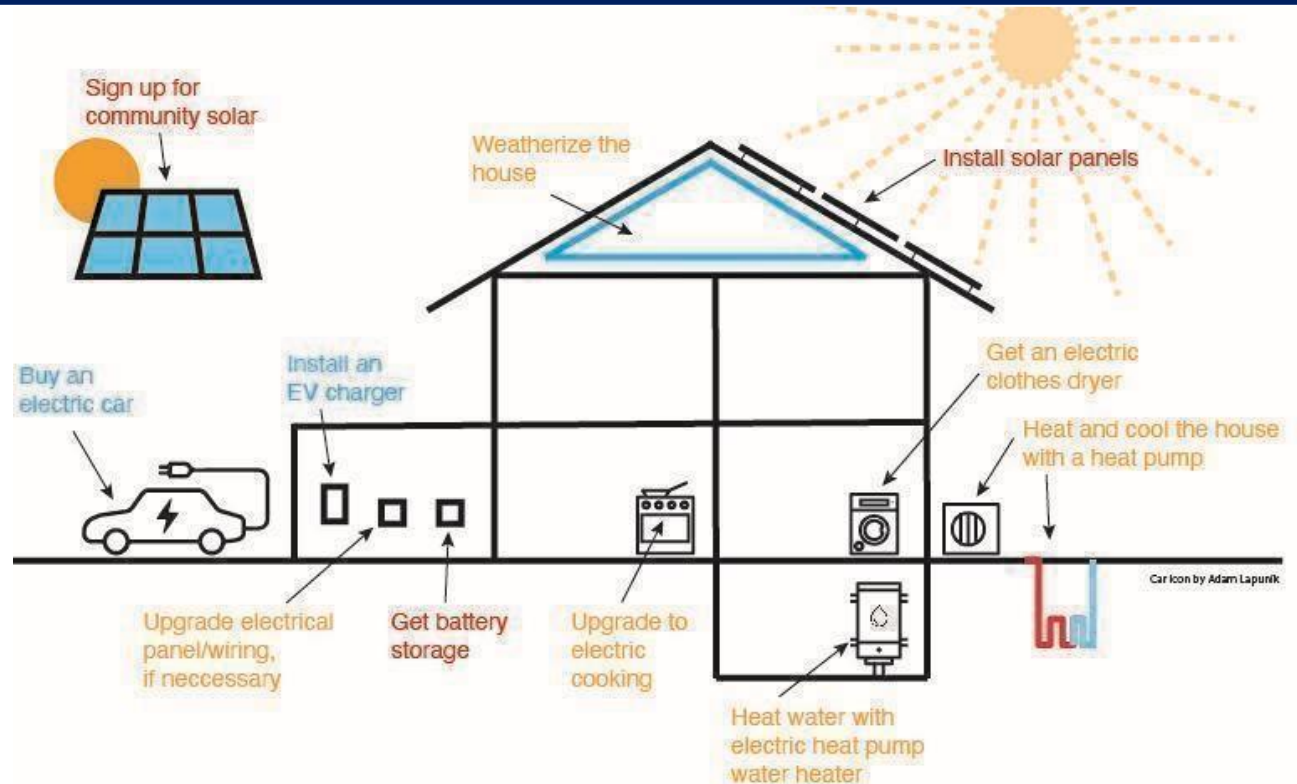 Sign up for
community solar
Weatherize the
house
Install solar panels
Buy an
electric car
Install an
EV charger
Get an electric
clothes dryer
Heat and cool the house
with a heat pump
Car icon by Adam Lapunik
Upgrade electrical
panel/wiring,
if neccessary
Get battery
storage
Upgrade to
electric
cooking
Heat water with
electric heat pump
water heater